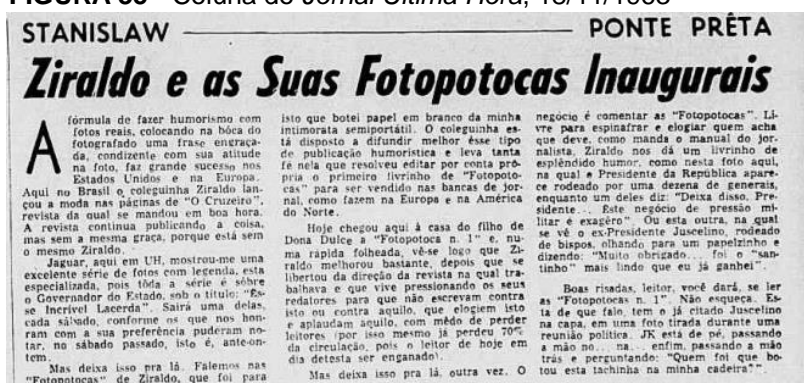 FIGURA 33 - Coluna do Jornal Última Hora,
STANISLAW
PONTE PRÊTA
Ziraldo e as Suas Fotopotocas Inaugurais
A fórmula de fazer humorismo com
fotos reais, colocando na bôca do
fotografado uma frase engraça-
da, condizente com sua atitude
na foto, faz grande sucesso nos
Estados Unidos e na Europa.
Aqui no Brasil o coleguinha Ziraldo lan-
çou a moda nas páginas de "O Cruzeiro",
revista da qual se mandou em boa hora.
A revista continua publicando a coisa,
mas sem a mesma graça, porque está sem
o mesmo Ziraldo.
Jaguar, aqui em UH, mostrou-me uma
excelente série de fotos com legenda, esta
especializada, pois tôda a série é sôbre
o Governador do Estado, sob o título: "Ês-
se Incrível Lacerda". Sairá uma delas,
cada sábado, conforme os que nos hon-
ram com a sua preferência puderam no-
tar, no sábado passado, isto é, ante-on-
tem.
Mas deixa isso pra lá. Falemos nas
"Fotopotocas" de Ziraldo, que foi para
isto que botei papel em branco da minha
intimorata semiportátil. O coleguinha es-
tá disposto a difundir melhor êsse tipo
de publicação humorística e leva tanta
fé nela que resolveu editar por conta pró-
pria o primeiro livrinho de "Fotopoto-
cas" para ser vendido nas bancas de jor-
nal, como fazem na Europa e na América
do Norte.
Hoje chegou aqui à casa do filho de
Dona Dulce a "Fotopotoca n. 1" e, nu-
ma rápida folheada, vê-se logo que Zi-
raldo melhorou bastante, depois que se
libertou da direção da revista na qual tra-
balhava e que vive pressionando os seus
redatores para que não escrevam contra
isto ou contra aquilo, que elogiem isto
e aplaudam aquilo, com mêdo de perder
leitores (por isso mesmo já perdeu 70%
da circulação, pois o leitor de hoje em
dia detesta ser enganado).
Mas deixa isso pra lá, outra vez. O
negócio é comentar as "Fotopotocas". Li-
vre para espinafrar e elogiar quem acha
que deve, como manda o manual do jor-
nalista, Ziraldo nos dá um livrinho de
esplêndido humor, como nesta foto aqui,
na qual o Presidente da República apare-
ce rodeado por uma dezena de generais,
enquanto um deles diz: "Deixa disso, Pre-
sidente... Êste negócio de pressão mi-
litar é exagêro" Ou esta outra, na qual
se vê o ex-Presidente Juscelino, rodeado
de bispos, olhando para um papelzinho e
dizendo: "Muito obrigado... foi o "san-
tinho" mais lindo que eu já ganhei".
Boas risadas, leitor, você dará, se ler
as "Fotopotocas n. 1". Não esqueça. Es-
ta de que falo, tem o já citado Juscelino
na capa, em uma foto tirada durante uma
reunião política. JK está de pé, passando
a mão no... na... enfim, passando a mão
atrás e perguntando: "Quem foi que bo-
tou esta tachinha na minha cadeira?".